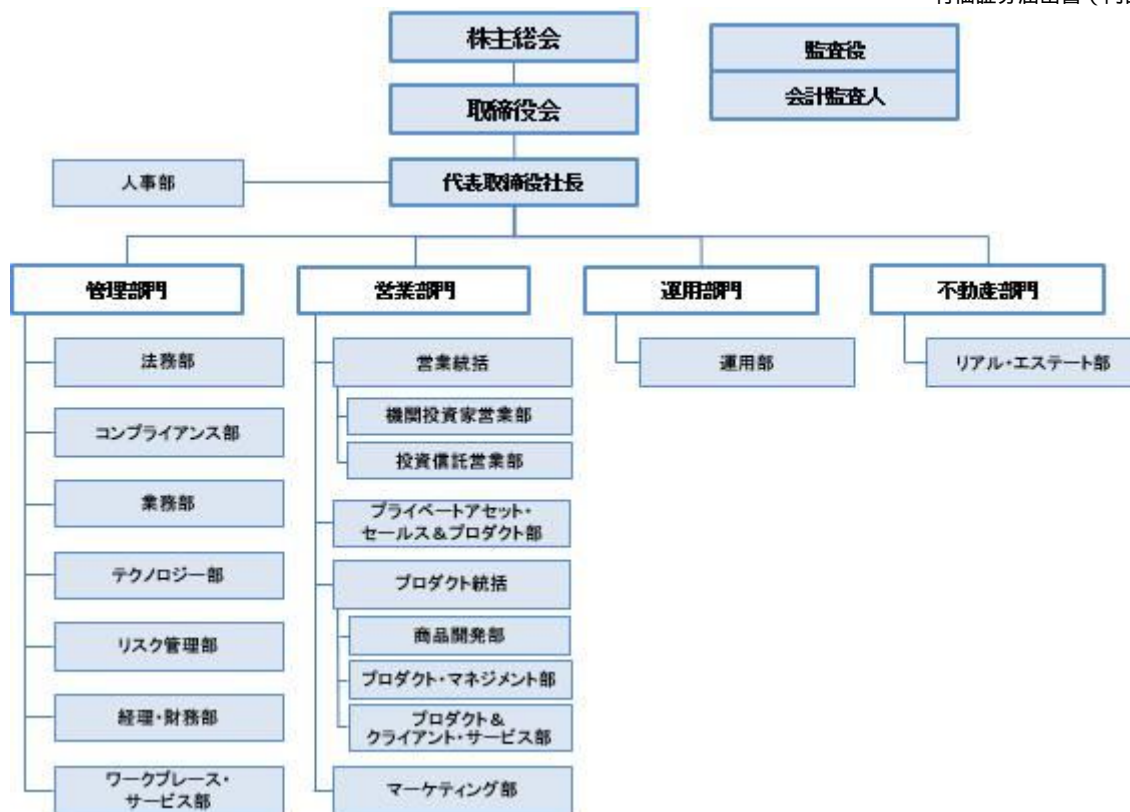 株主総会
監査役
会計監査人
取締役会
人事部
代表取締役社長
管理部門
営業部門
運用部門
不動産部門
法務部
コンプライアンス部
業務部
テクノロジー部
リスク管理部
経理・財務部
ワークプレース・
サービス部
営業統括
機関投資家営業部
投資信託営業部
プライベートアセット・
セールス&プロダクト部
プロダクト統括
商品開発部
プロダクト・マネジメント部
プロダクト&
クライアント・サービス部
マーケティング部
運用部
リアル・エステート部